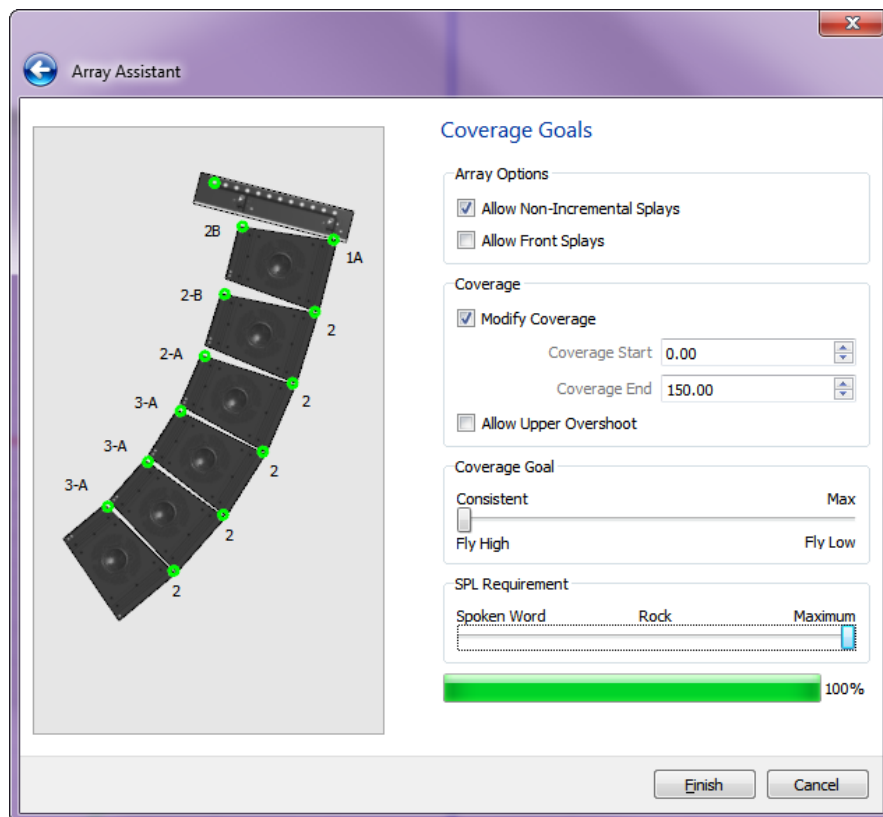 Array Assistant
2B
1A
2-B
2
2-A
2
3-A
2
3-A
2
3-A
2
Coverage Goals
Array Options
Allow Non-Incremental Splays
Allow Front Splays
Coverage
Modify Coverage
Coverage Start 0.00
Coverage End 150.00
Allow Upper Overshoot
Coverage Goal
Consistent Max
Fly High Fly Low
SPL Requirement
Spoken Word Rock Maximum
100%
Finish Cancel